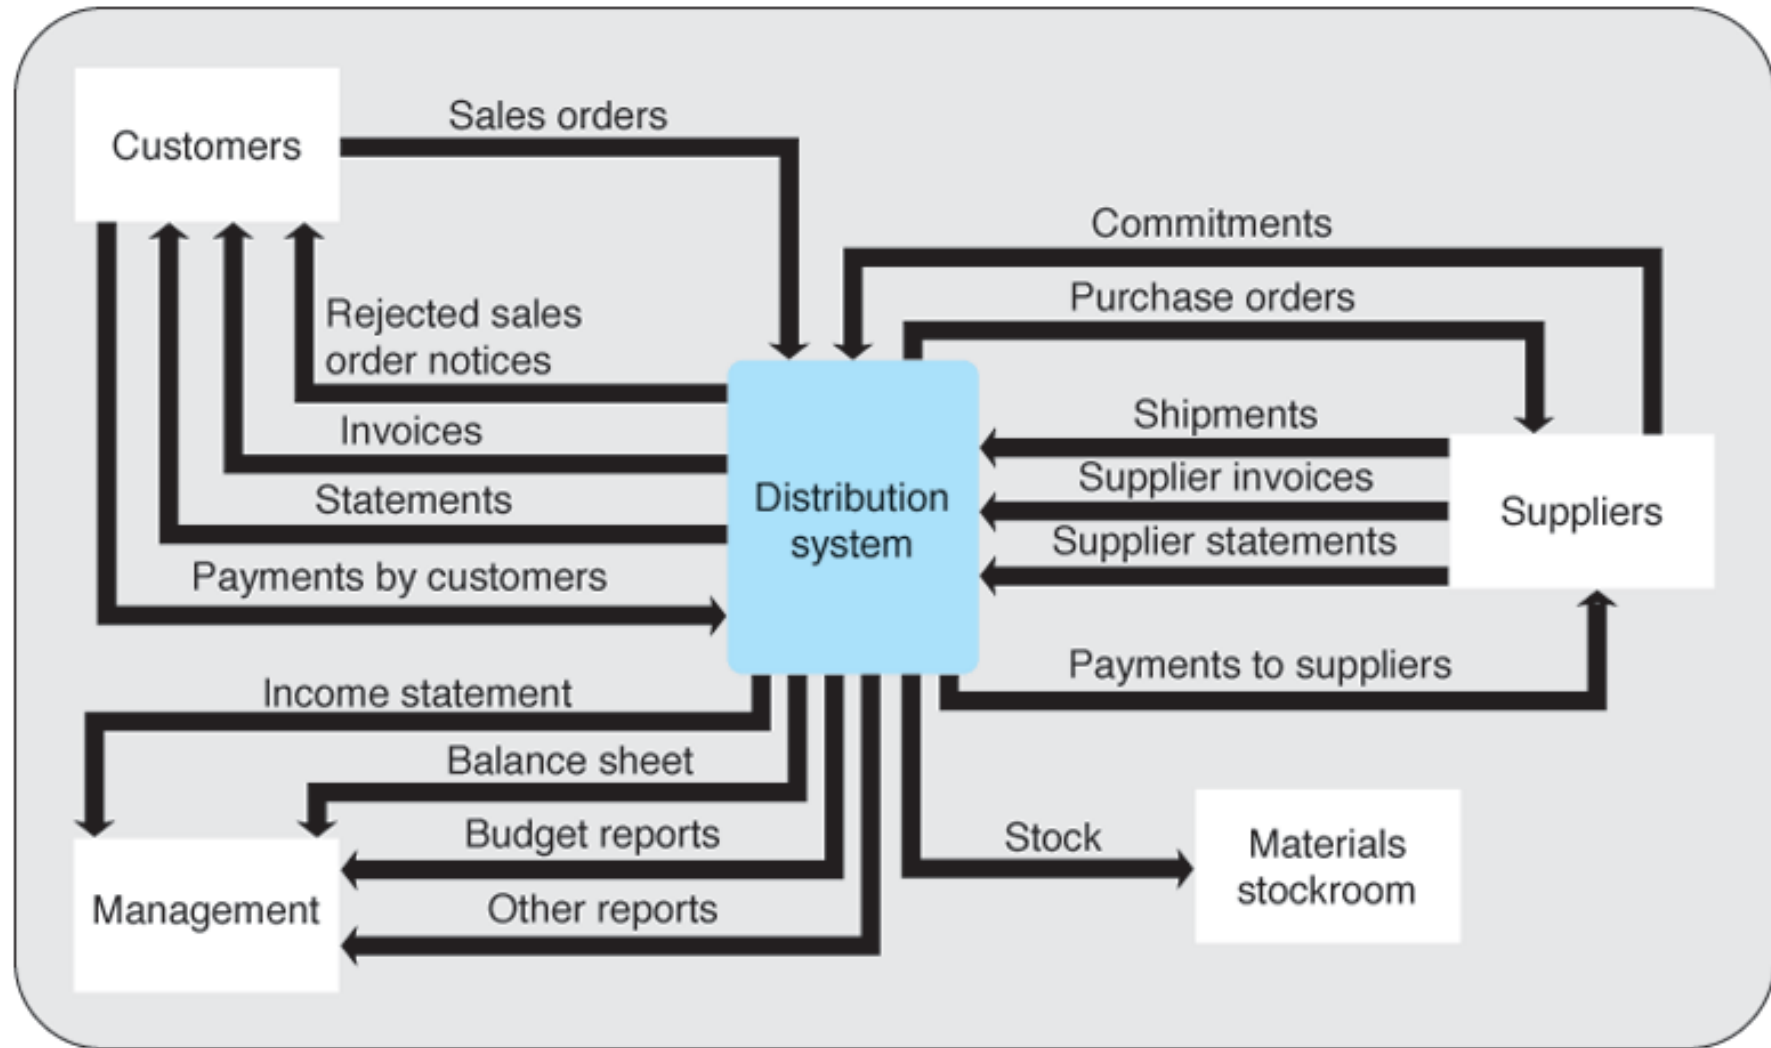 Sales orders
Customers
Commitments
Purchase orders
Rejected sales
order notices
Shipments
Invoices
Supplier invoices
Statements
Distribution
system
Suppliers
Supplier statements
Payments by customers
Payments to suppliers
Income statement
Balance sheet
Budget reports
Stock
Materials
stockroom
Management
Other reports